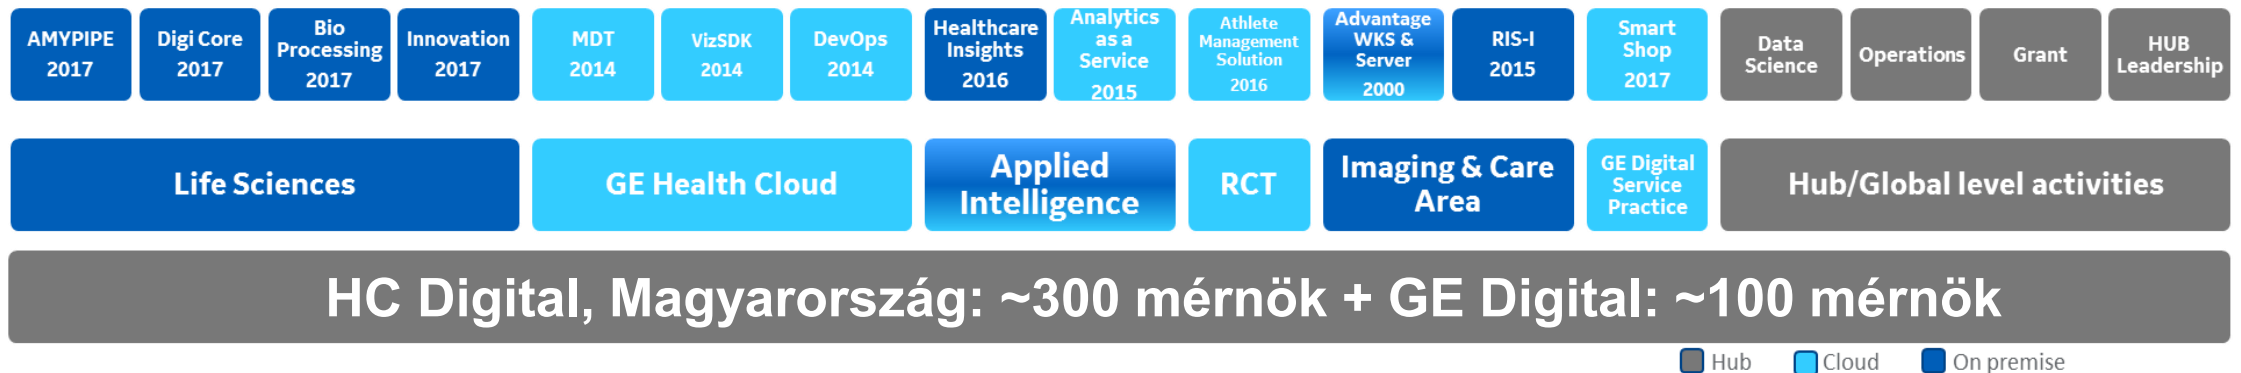 AMYPIPE
2017
Digi Core
2017
Bio
Processing
2017
Innovation
2017
MDT
2014
VizSDK
2014
DevOps
2014
Healthcare
Insights
2016
Analytics
as a
Service
2015
Athlete
Management
Solution
2016
Advantage
WKS &
Server
2000
RIS-I
2015
Smart
Shop
2017
Data
Science
Operations
Grant
HUB
Leadership
Life Sciences
GE Health Cloud
Applied
Intelligence
RCT
Imaging & Care
Area
GE Digital
Service
Practice
Hub/Global level activities
HC Digital, Magyarország: ~300 mérnök + GE Digital: ~100 mérnök
Hub
Cloud
On premise